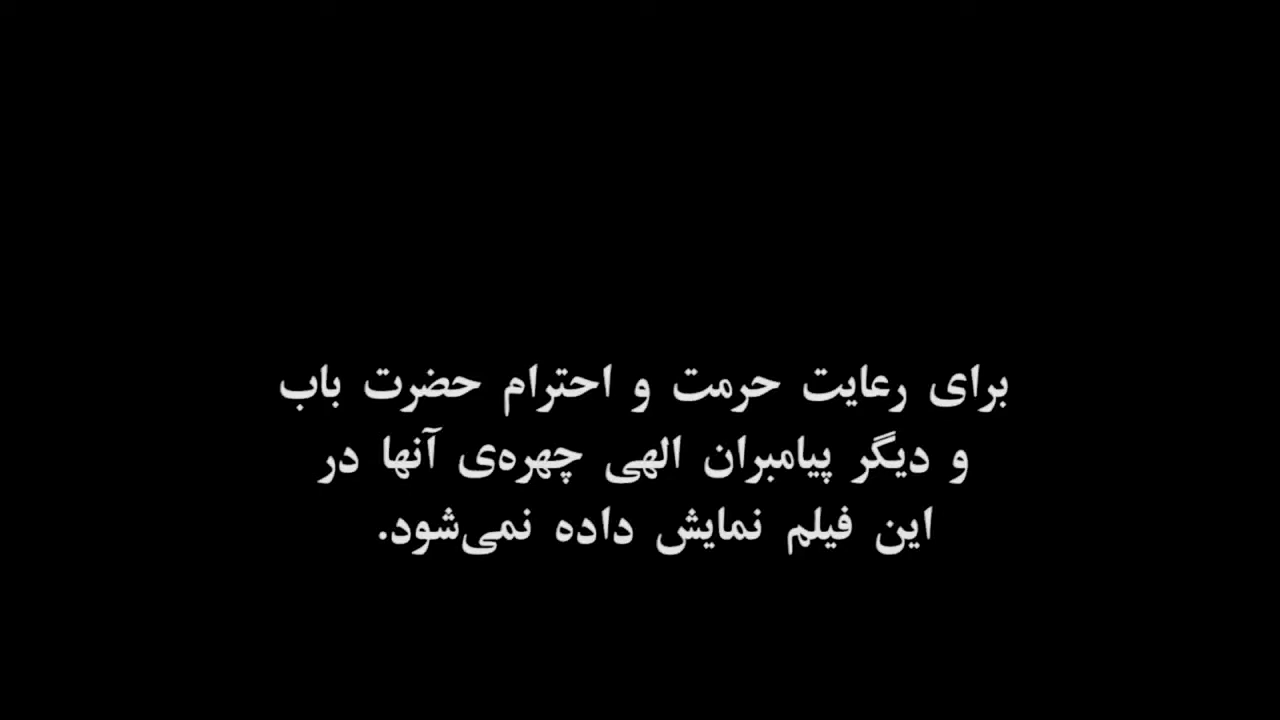 برای رعایت حرمت و احترام حضرت باب
و دیگر پیامبران الهی چهره‌ی آنها در
این فیلم نمایش داده نمی‌شود.